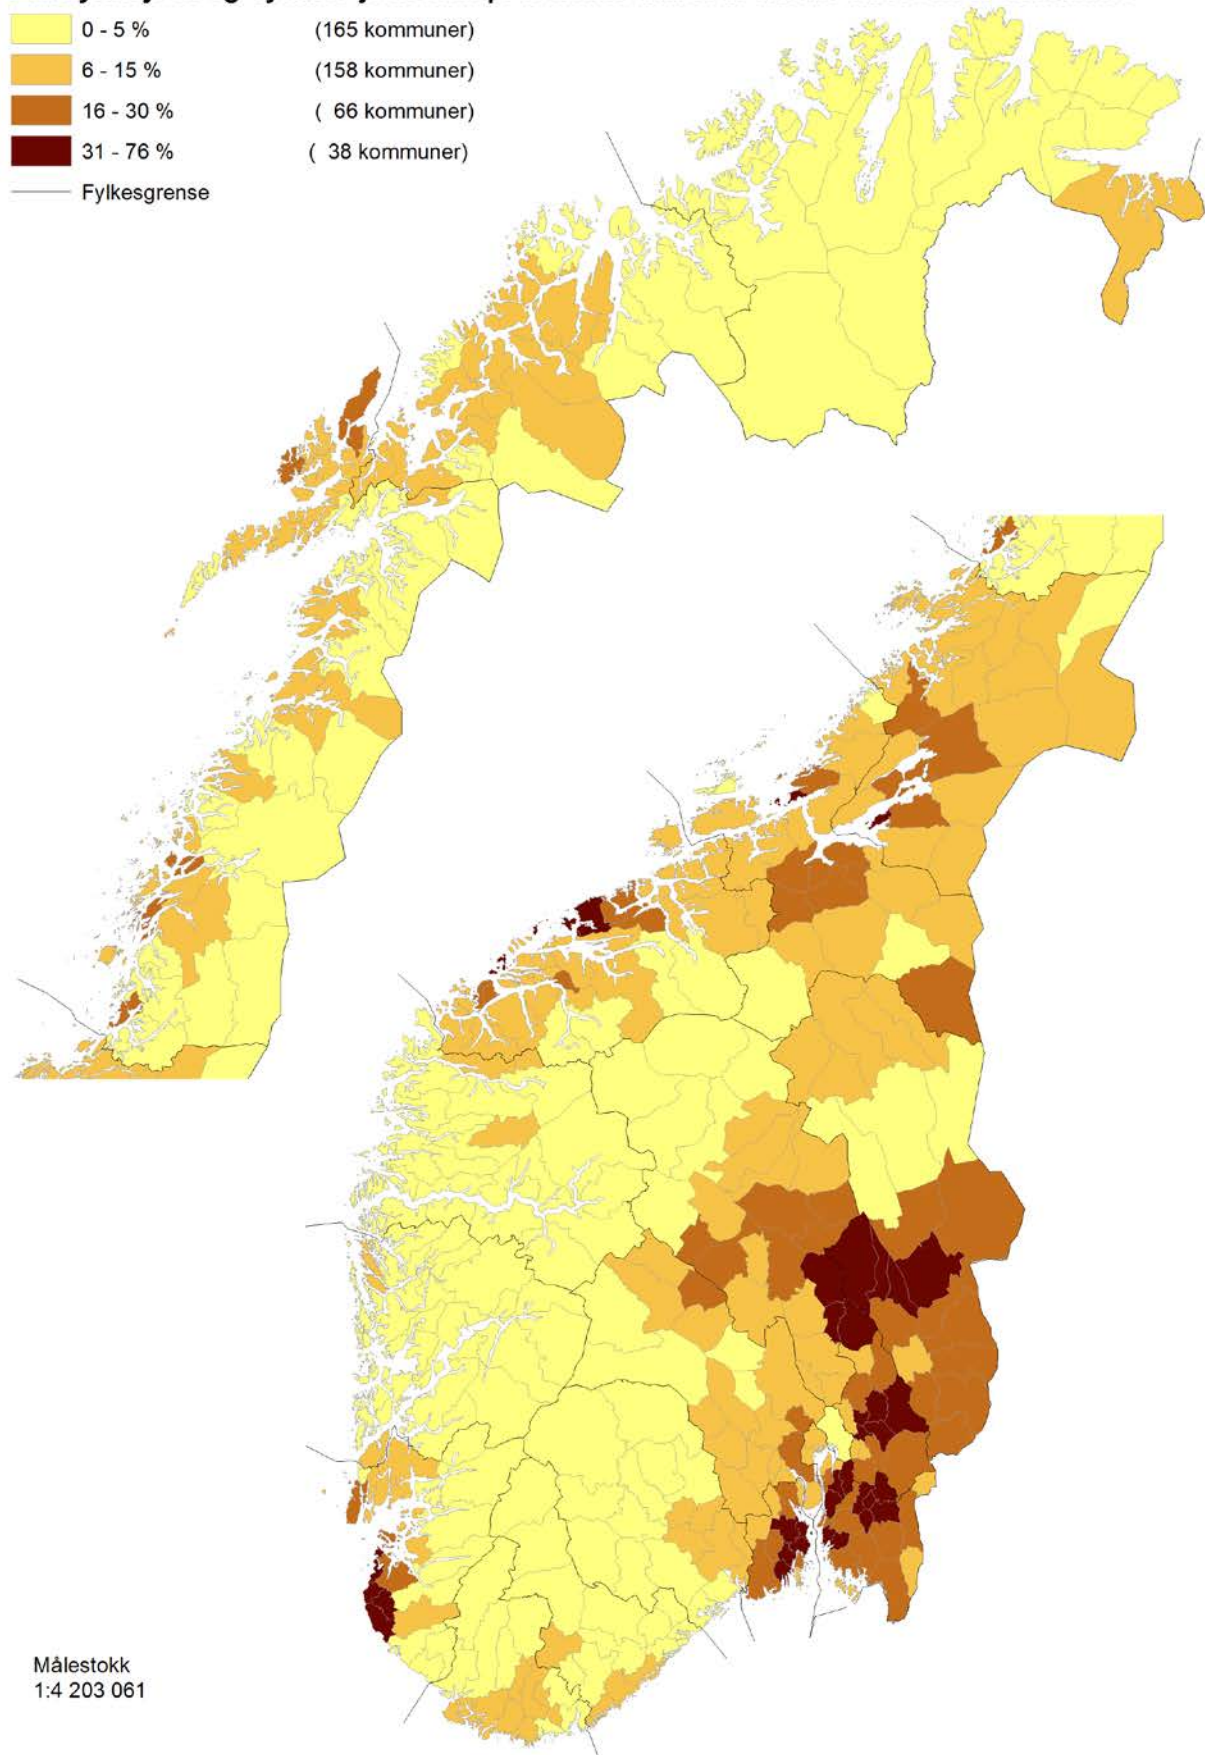 0 - 5 % (165 kommuner)
6 - 15 % (158 kommuner)
16 - 30 % ( 66 kommuner)
31 - 76 % ( 38 kommuner)
Fylkesgrense
Målestokk
1:4 203 061